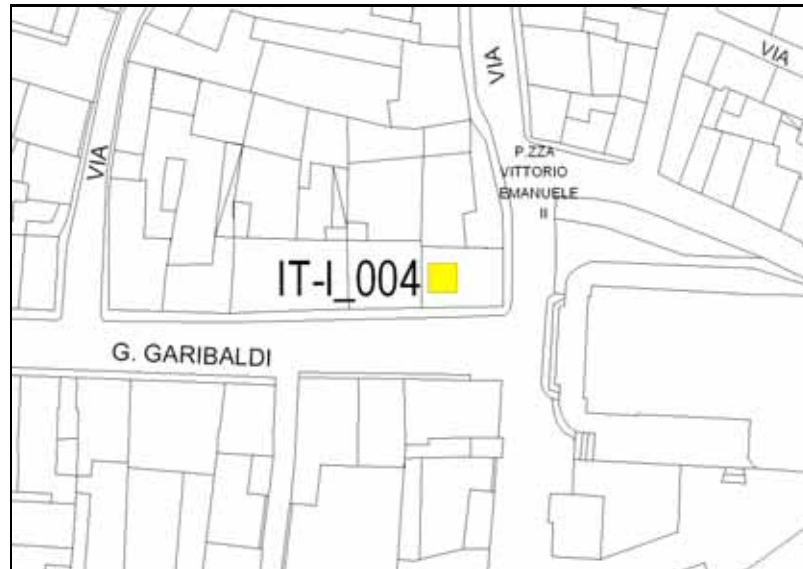 VIA
VIA
VIA
P.ZZA
VITTORIO
EMANUELE
II
IT-I_004
G. GARIBALDI